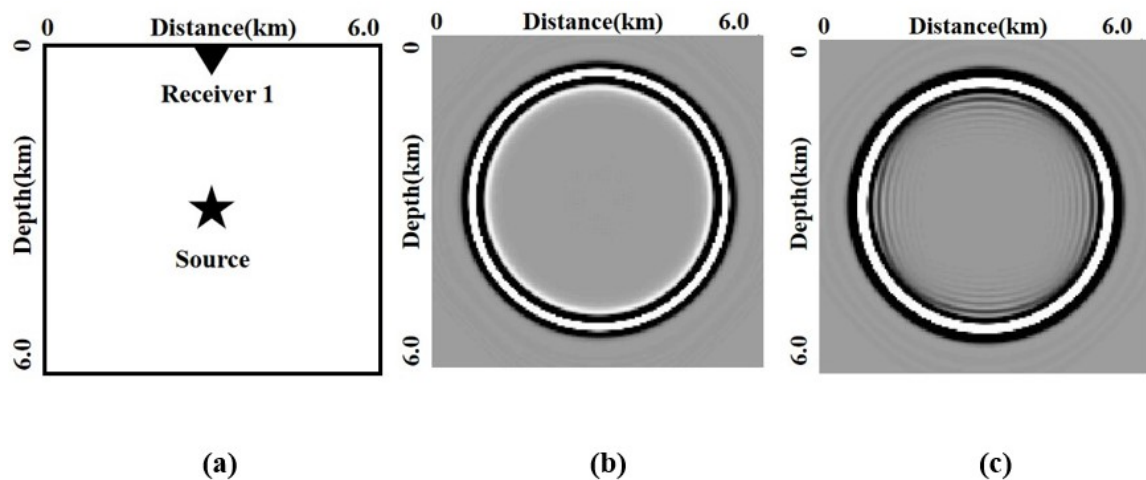 0 Distance(km) 6.0
0
Receiver 1
Depth(km)
Source
6.0
(a)
0 Distance(km) 6.0
0
Depth(km)
6.0
(b)
0 Distance(km) 6.0
0
Depth(km)
6.0
(c)